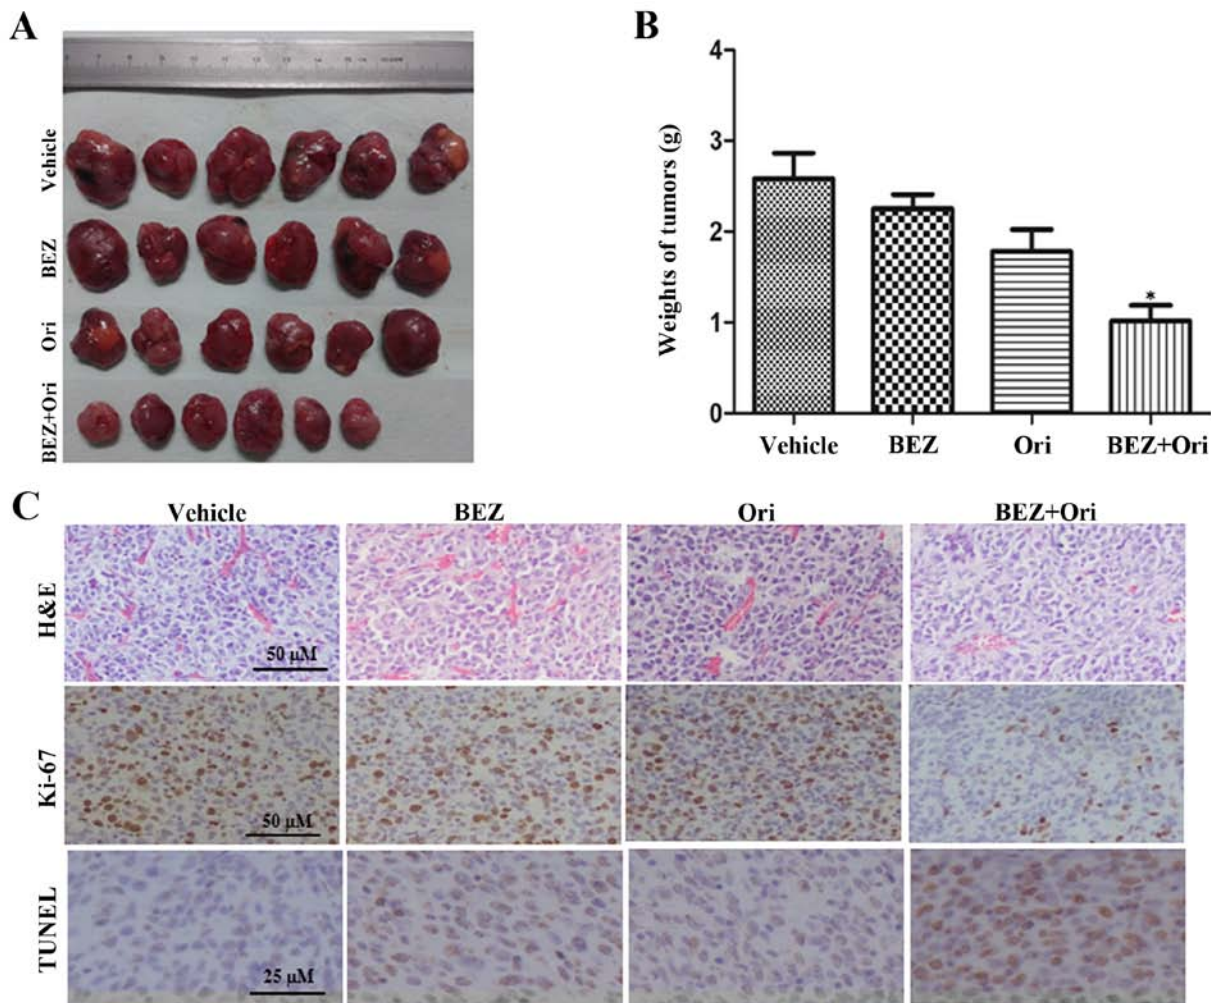 A
Vehicle
BEZ
Ori
BEZ+Ori
B
Weights of tumors (g)
4
3
2
1
0
*
Vehicle BEZ Ori BEZ+Ori
C
Vehicle BEZ Ori BEZ+Ori
H&E
50 μM
Ki-67
50 μM
TUNEL
25 μM